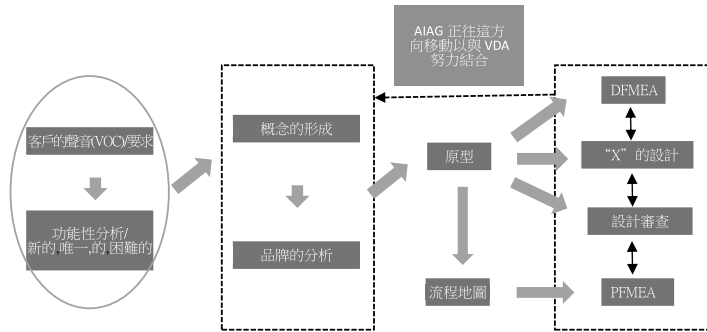 AIAG 正往這方
向移動以與 VDA
努力結合
客戶的聲音(VOC)/要求
功能性分析/
新的,唯一,的,困難的
概念的形成
品牌的分析
原型
流程地圖
DFMEA
“X”的設計
設計審查
PFMEA